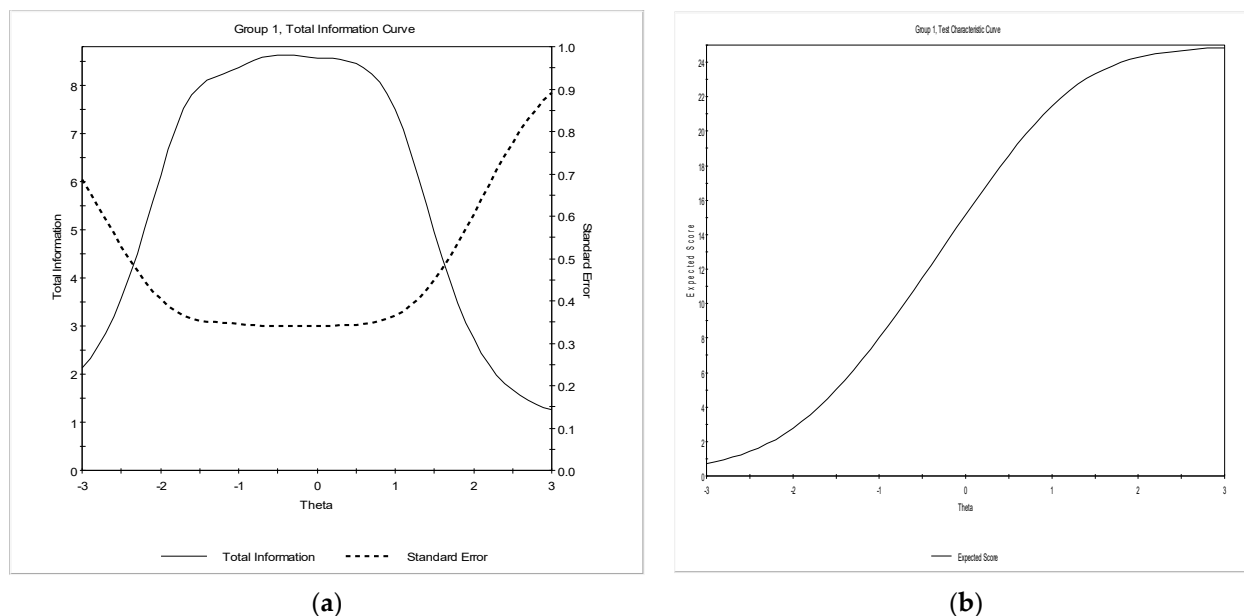 Group 1, Total Information Curve
Total Information
8
7
6
5
4
3
2
1
0
1.0
0.9
0.8
0.7
0.6
0.5
0.4
0.3
0.2
0.1
0.0
Standard Error
-3 -2 -1 0 1 2 3
Theta
Total Information Standard Error
(a)
Group 1, Test Characteristic Curve
Expected Score
24
22
20
18
16
14
12
10
8
6
4
2
0
-3 -2 -1 0 1 2 3
Theta
Expected Score
(b)